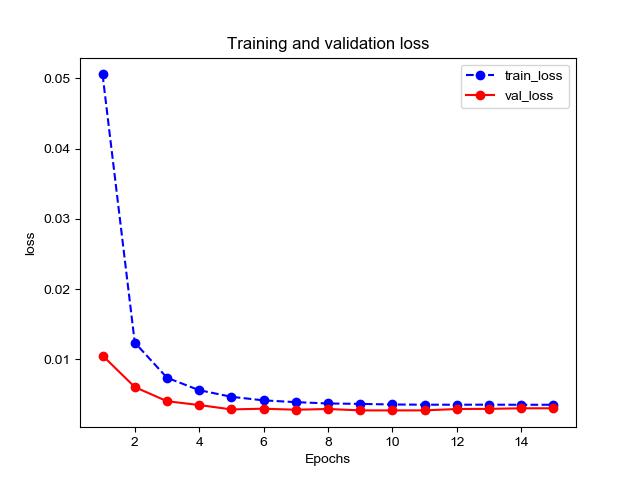 Training and validation loss
train_loss
val_loss
0.05
0.04
0.03
0.02
0.01
loss
2 4 6 8 10 12 14
Epochs